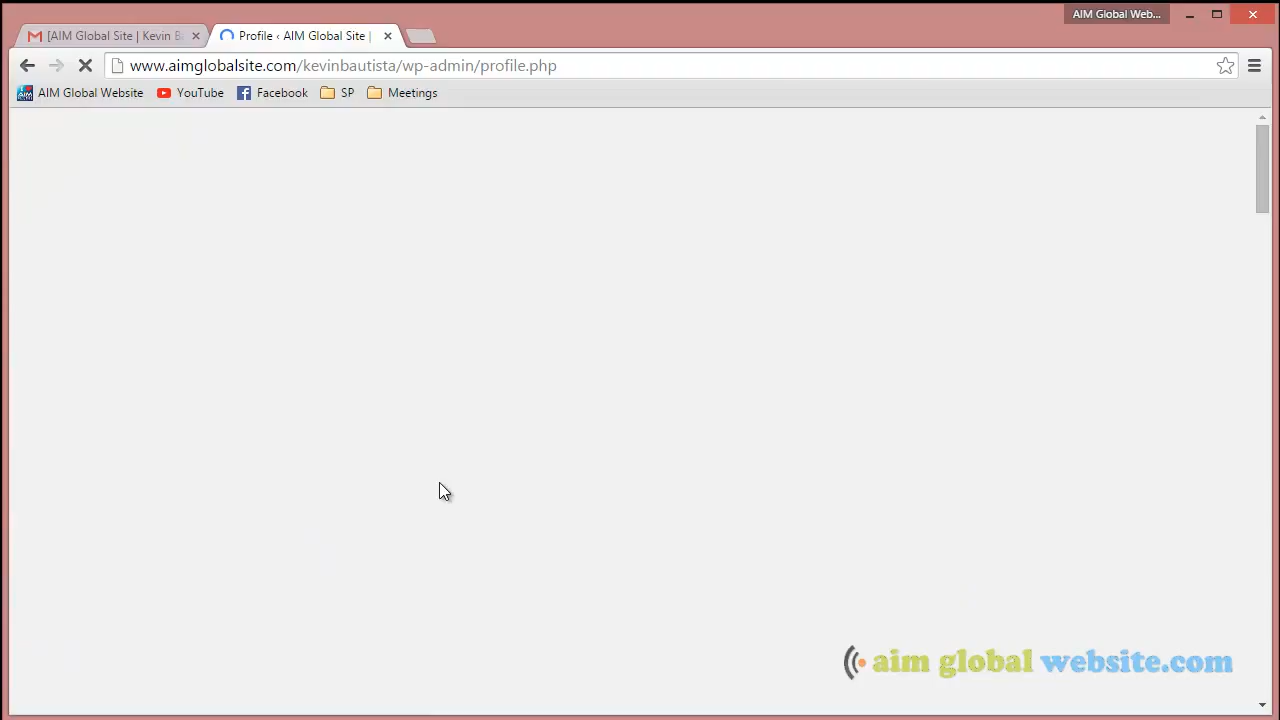 AIM Global Web...
[AIM Global Site | Kevin Ba
Profile ‹ AIM Global Site |
www.aimglobalsite.com/kevinbautista/wp-admin/profile.php
AIM Global Website YouTube Facebook SP Meetings
aim global website.com